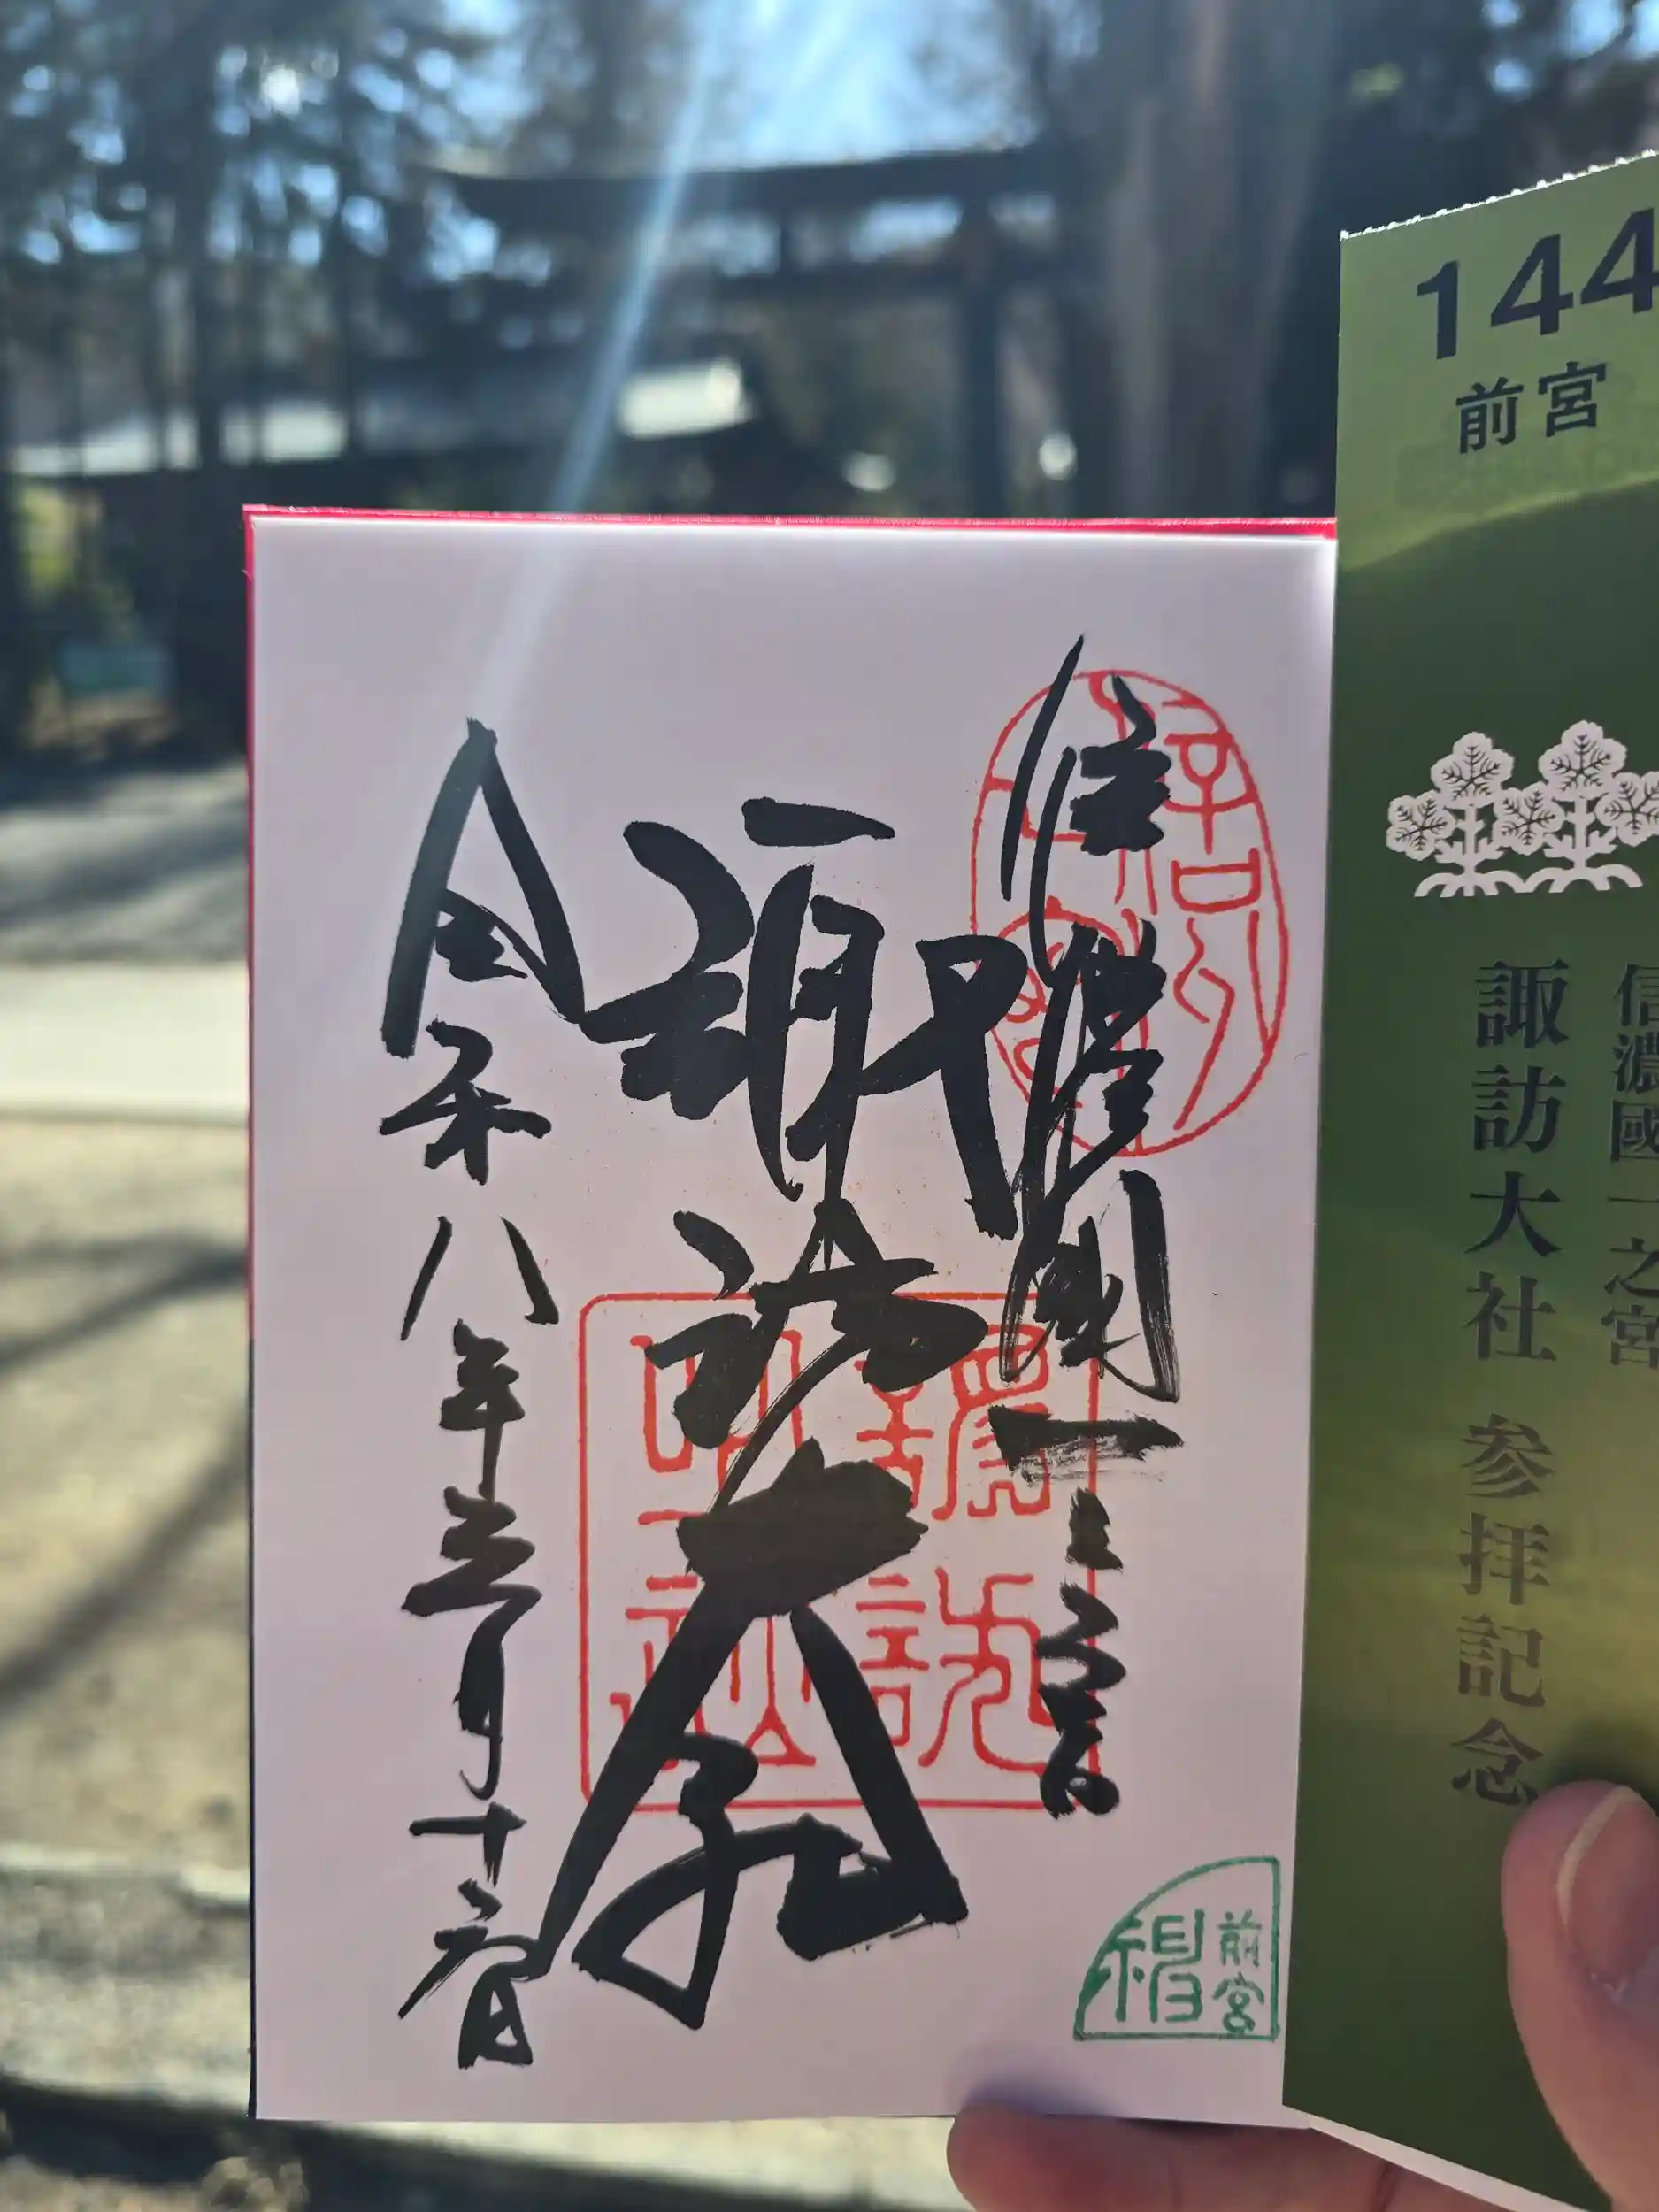 144
前宮
信濃國一之宮
諏訪大社 参拝記念
信濃國一之宮
諏訪大社
令和八年三月十六日
前宮